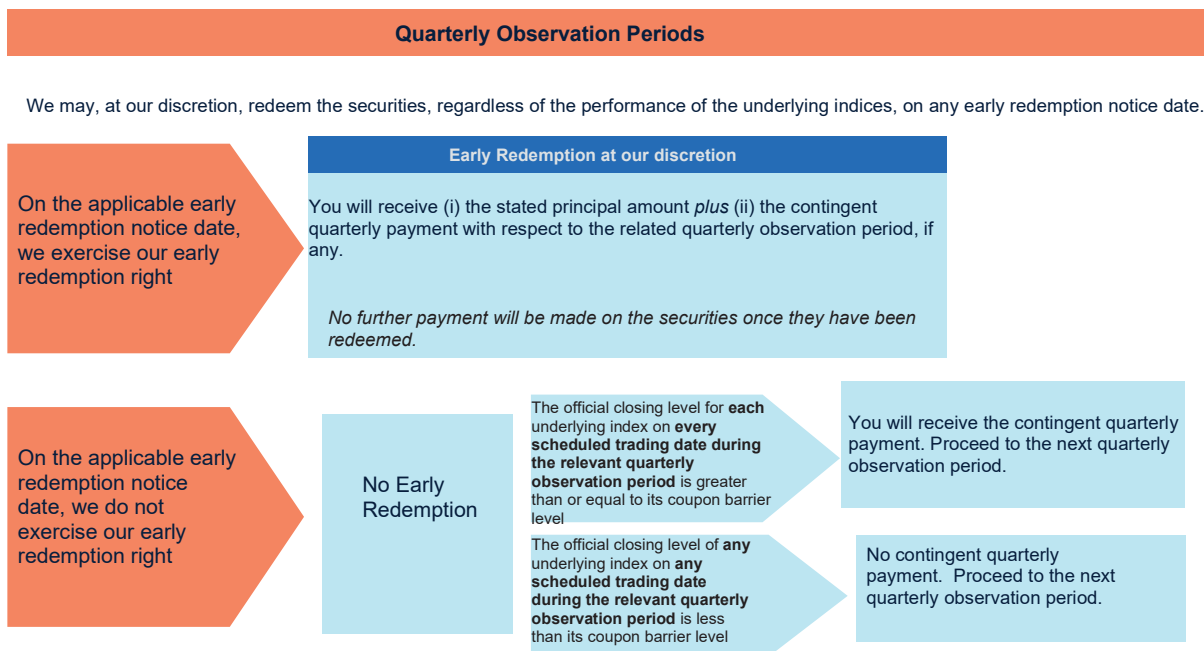 Quarterly Observation Periods
We may, at our discretion, redeem the securities, regardless of the performance of the underlying indices, on any early redemption notice date.
On the applicable early
redemption notice date,
we exercise our early
redemption right
Early Redemption at our discretion
You will receive (i) the stated principal amount plus (ii) the contingent
quarterly payment with respect to the related quarterly observation period, if
any.
No further payment will be made on the securities once they have been
redeemed.
On the applicable early
redemption notice
date, we do not
exercise our early
redemption right
No Early
Redemption
The official closing level for each
underlying index on every
scheduled trading date during
the relevant quarterly
observation period is greater
than or equal to its coupon barrier
level
You will receive the contingent quarterly
payment. Proceed to the next quarterly
observation period.
The official closing level of any
underlying index on any
scheduled trading date
during the relevant quarterly
observation period is less
than its coupon barrier level
No contingent quarterly
payment.  Proceed to the next
quarterly observation period.